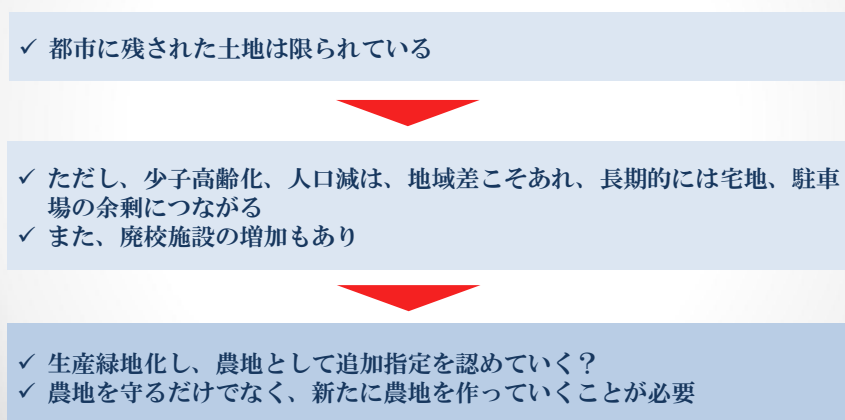 ✓ 都市に残された土地は限られている
✓ ただし、少子高齢化、人口減は、地域差こそあれ、長期的には宅地、駐車
場の余剰につながる
✓ また、廃校施設の増加もあり
✓ 生産緑地化し、農地として追加指定を認めていく？
✓ 農地を守るだけでなく、新たに農地を作っていくことが必要